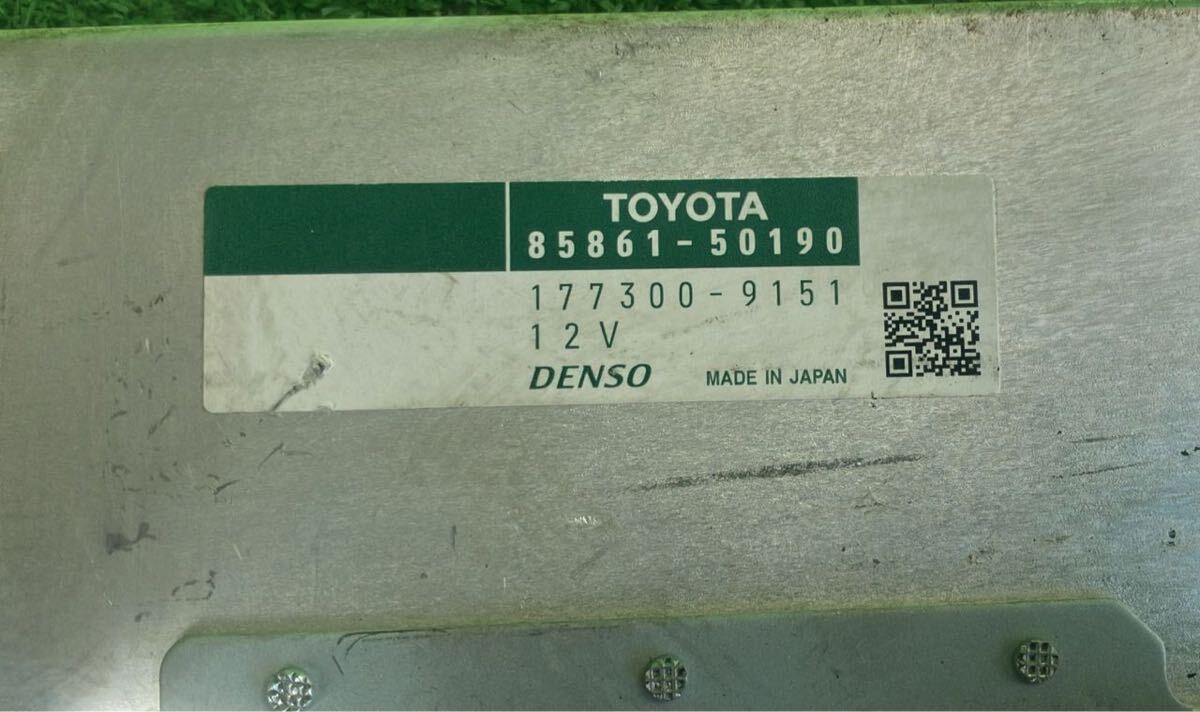 TOYOTA
85861-50190
177300-9151
12V
DENSO MADE IN JAPAN